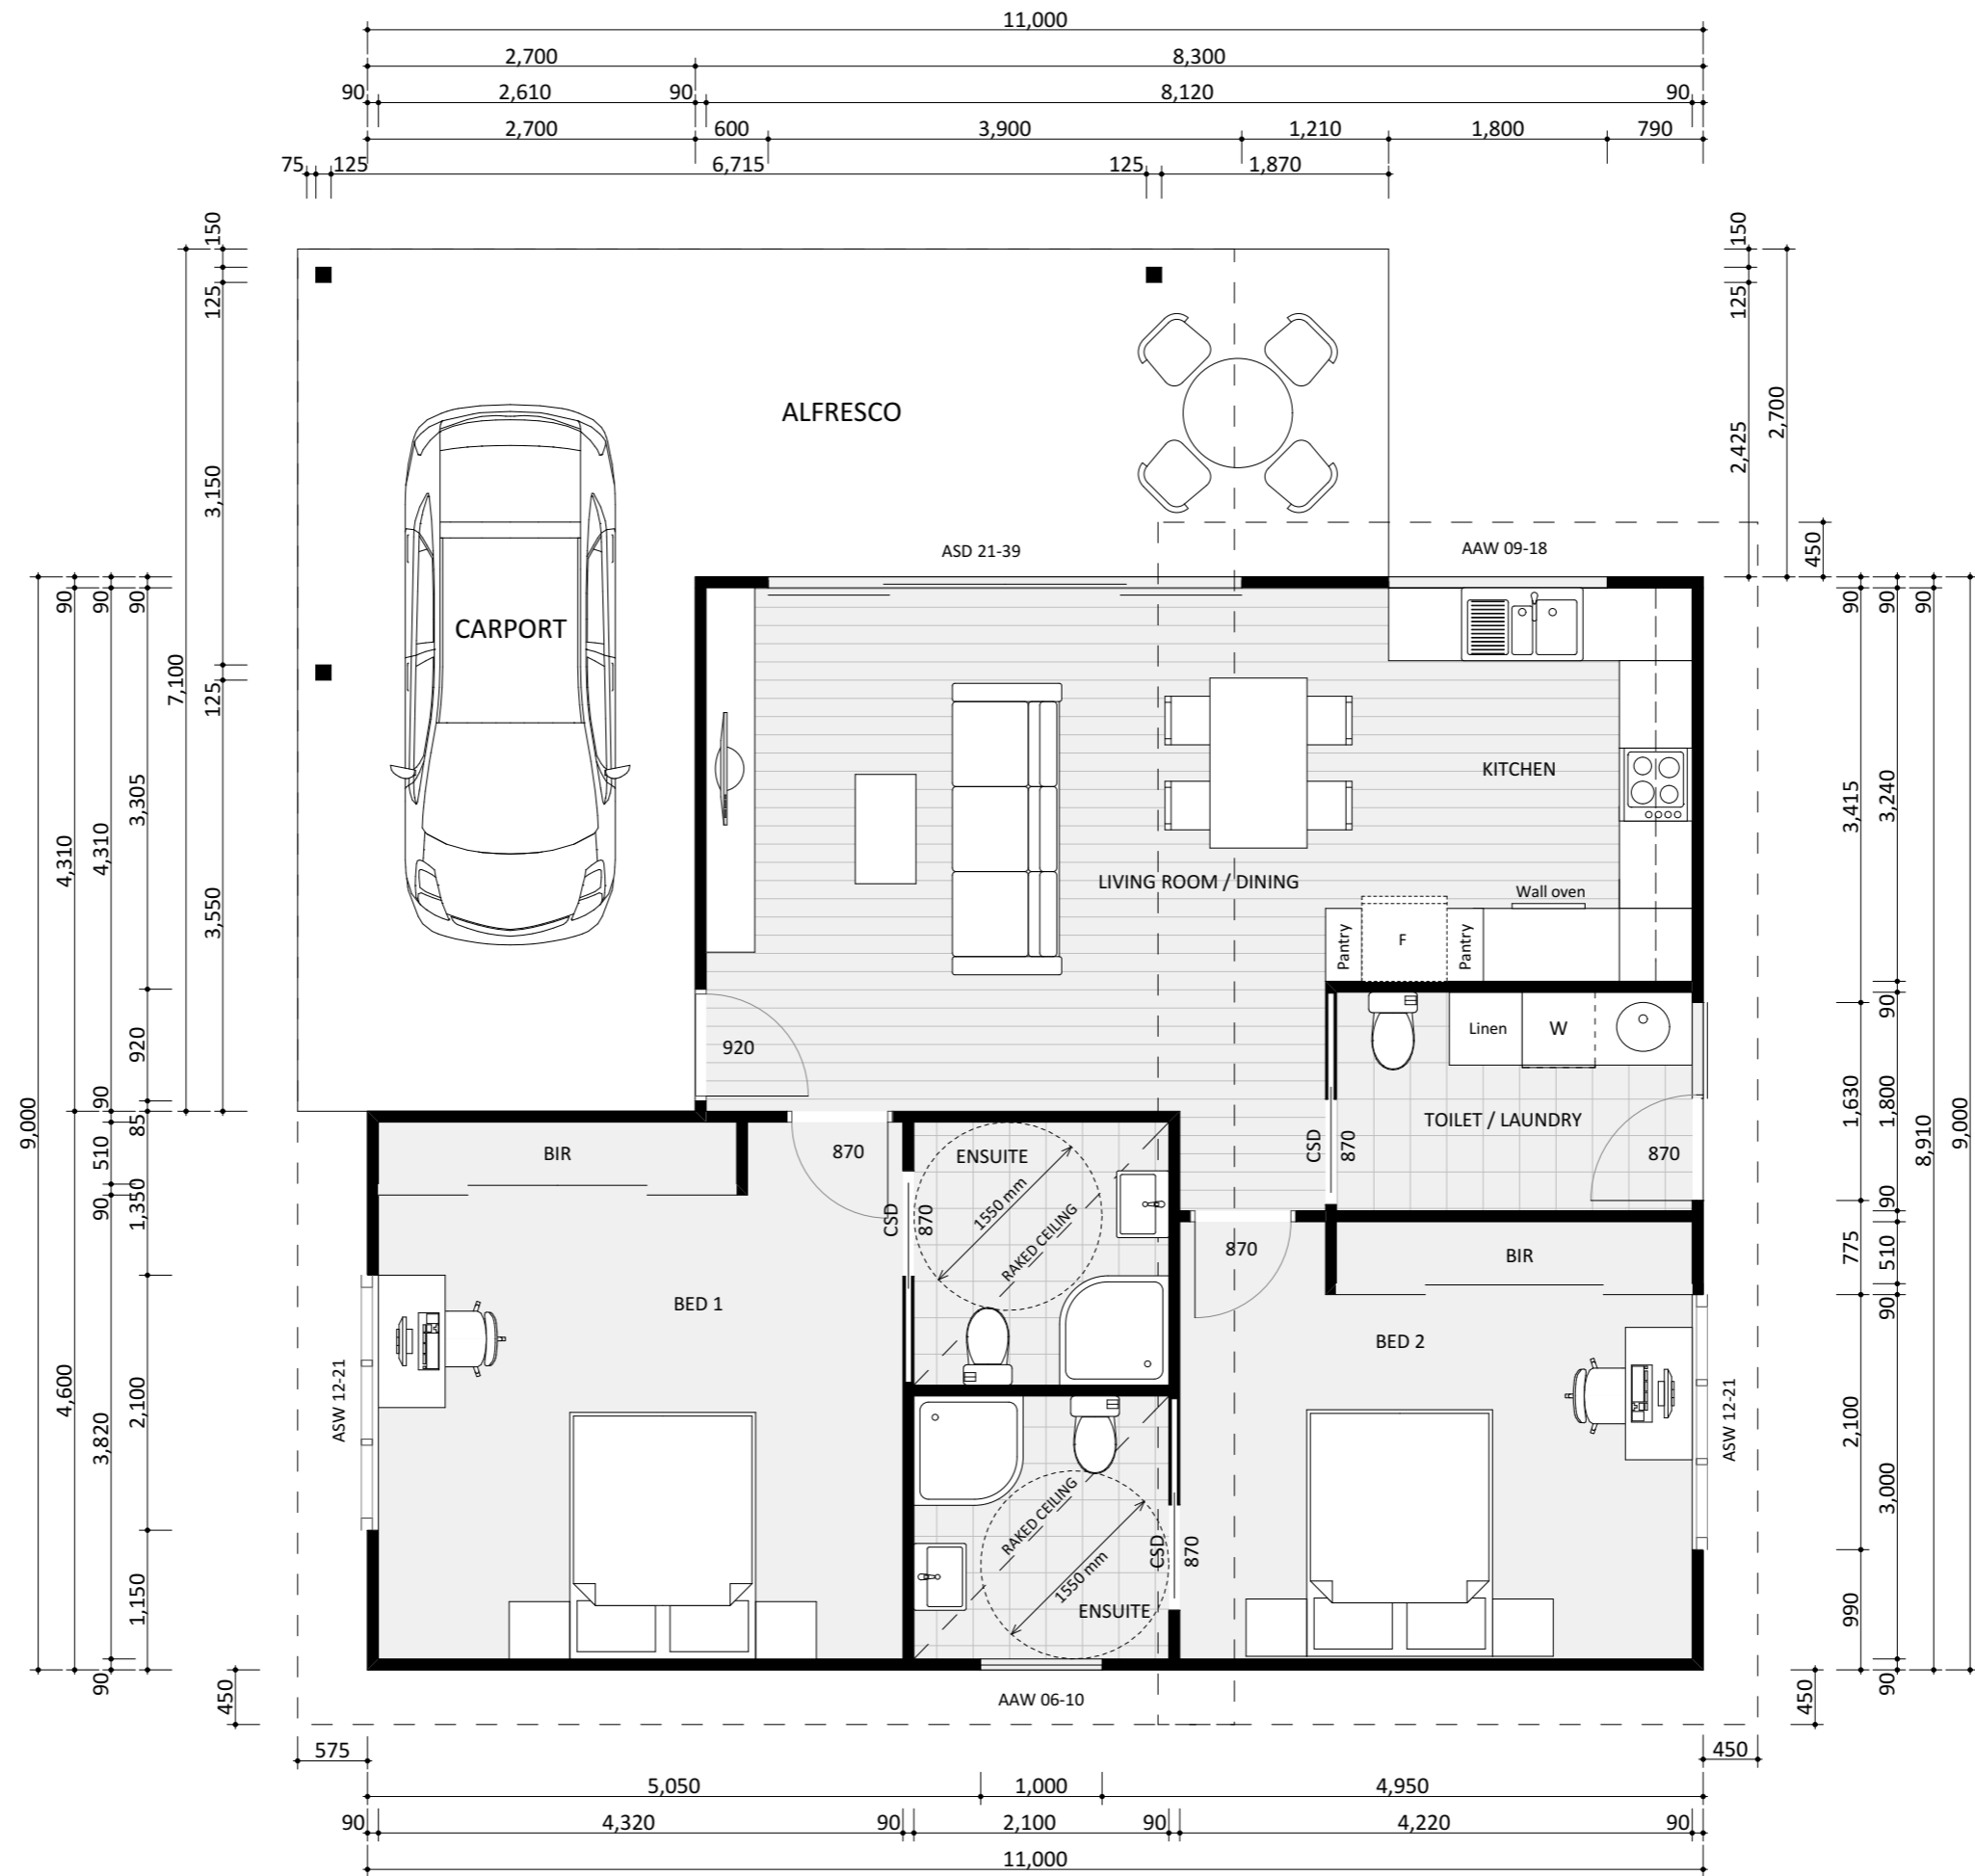 11,000
2,700 8,300
90 2,610 90 8,120 90
2,700 600 3,900 1,210 1,800 790
75 125 6,715 125 1,870
150
125
3,150
125
3,550
7,100
150
125
2,425
2,700
450
ALFRESCO
ASD 21-39
AAW 09-18
CARPORT
KITCHEN
LIVING ROOM / DINING
Wall oven
Pantry
F
Pantry
920
Linen
W
TOILET / LAUNDRY
CSD
870
870
BIR
870
ENSUITE
1550 mm
RAKED CEILING
CSD
870
870
BIR
BED 1
BED 2
ASW 12-21
ASW 12-21
RAKED CEILING
1550 mm
CSD
870
ENSUITE
AAW 06-10
9,000
90
4,310
4,600
90
4,310
90
510
90
3,820
90
90
3,305
920
85
1,350
2,100
1,150
450
90
3,415
1,630
775
2,100
990
90
3,240
90
1,800
90
510
90
3,000
90
90
8,910
9,000
450
575 450
5,050 1,000 4,950
90 4,320 90 2,100 90 4,220 90
11,000